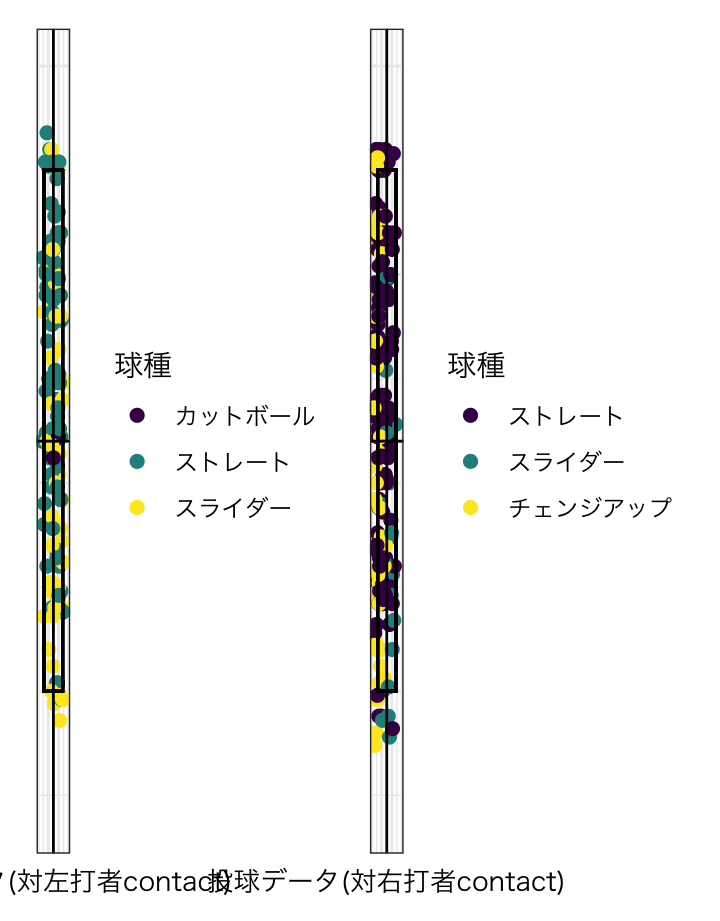 球種
カットボール
ストレート
スライダー
球種
ストレート
スライダー
チェンジアップ
(対左打者contact)
投球データ(対右打者contact)